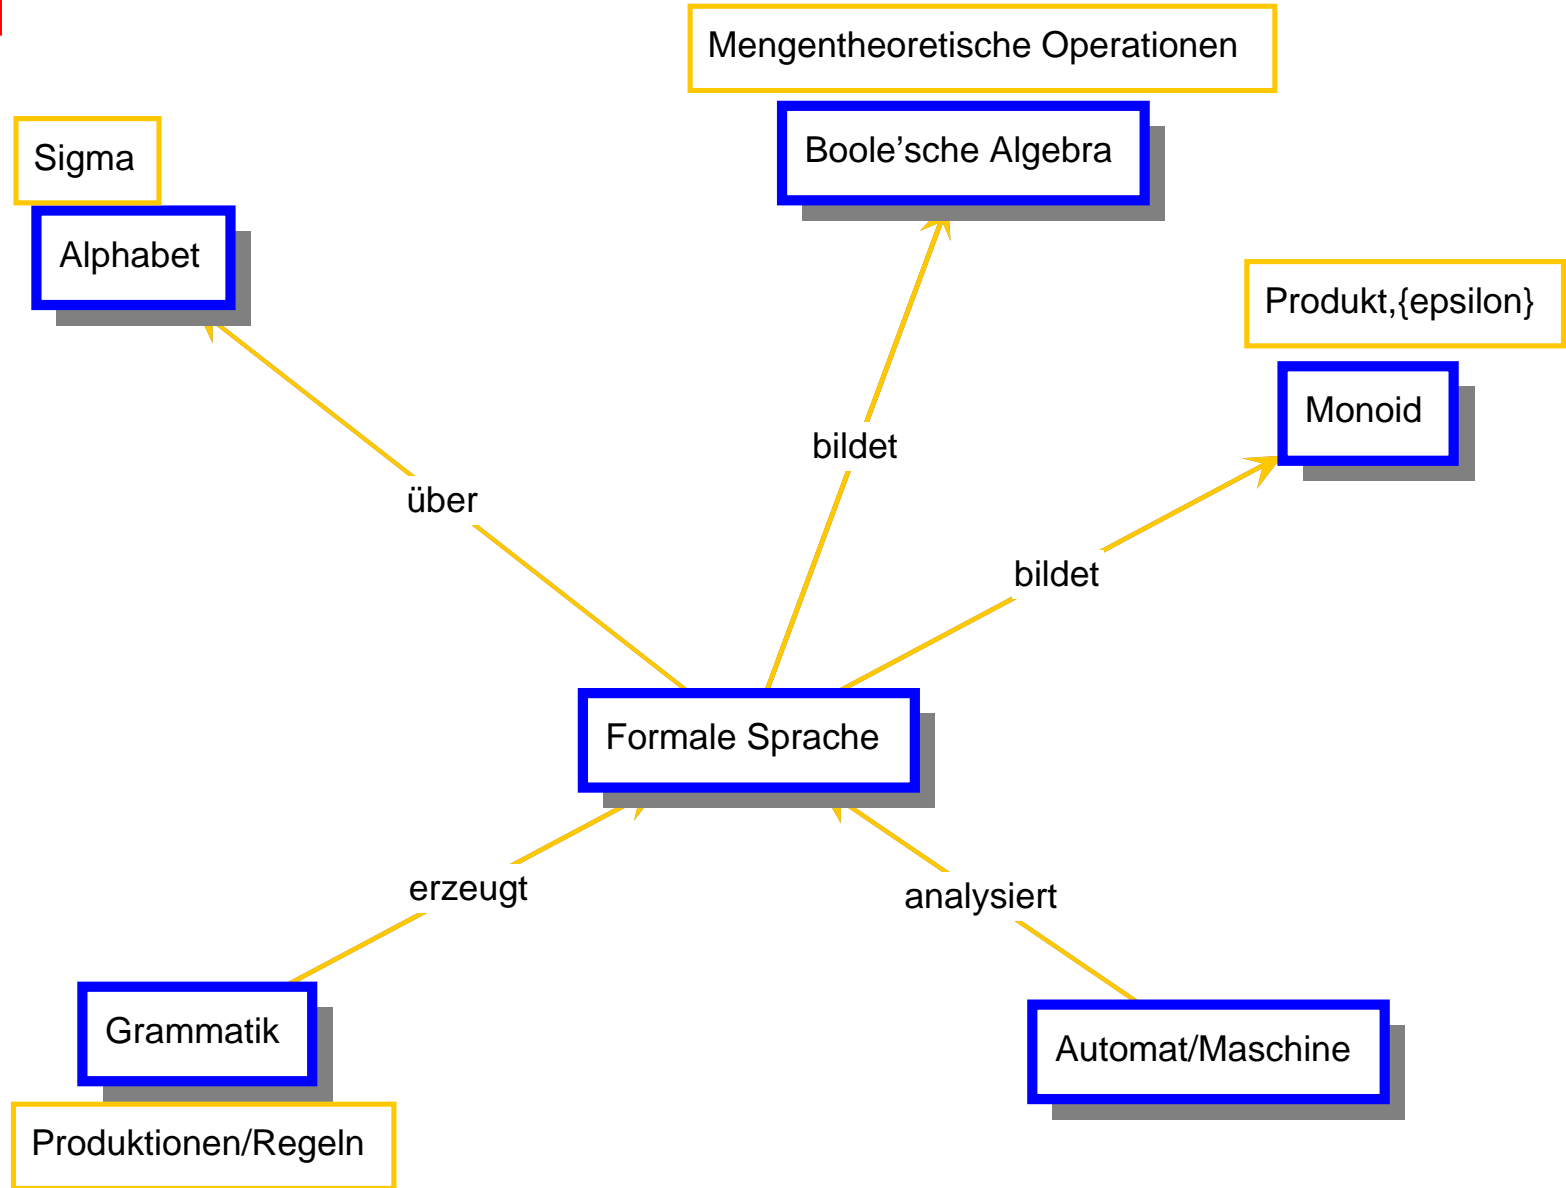 Mengentheoretische Operationen
Boole'sche Algebra
Sigma
Alphabet
Produkt,{epsilon}
Monoid
bildet
über
bildet
Formale Sprache
erzeugt
analysiert
Grammatik
Automat/Maschine
Produktionen/Regeln